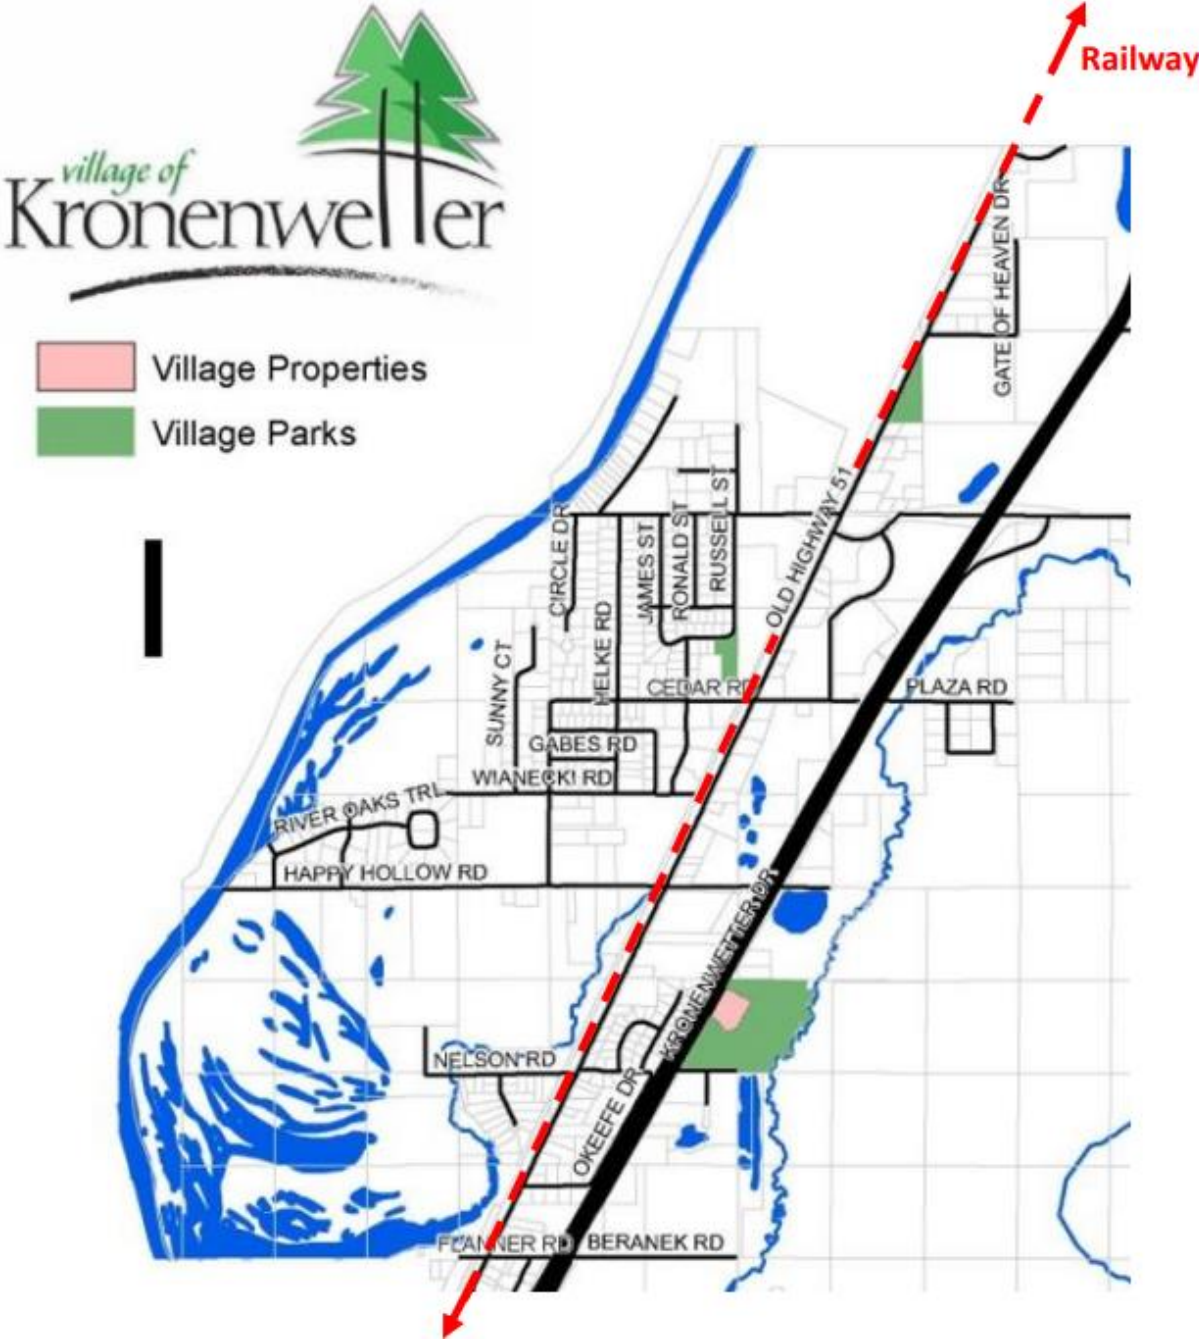 Railway
village of
Kronenwetter
Village Properties
Village Parks
GATE OF HEAVEN DR
OLD HIGHWAY 51
CIRCLE DR
JAMES ST
RONALD ST
RUSSELL ST
HELKE RD
SUNNY CT
CEDAR RD
PLAZA RD
GABES RD
WIANECKI RD
RIVER OAKS TRL
HAPPY HOLLOW RD
KRONENWETTER DR
NELSON RD
OKEEFE DR
FLANNER RD
BERANEK RD